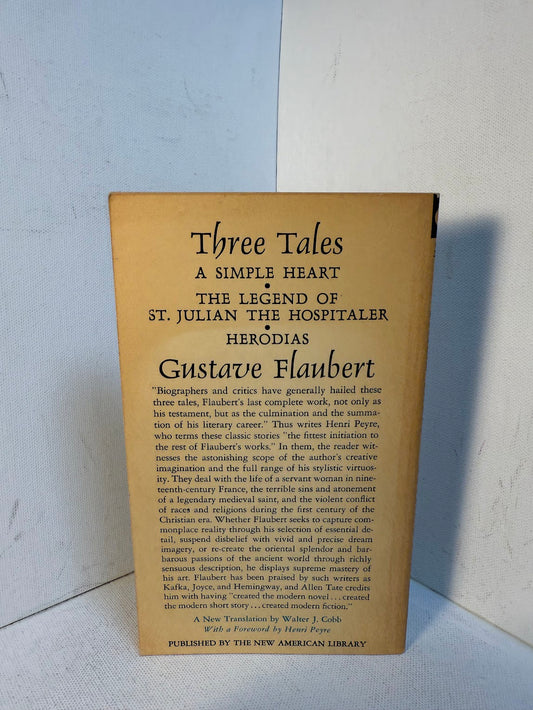 Three Tales
A SIMPLE HEART
•
THE LEGEND OF
ST. JULIAN THE HOSPITALER
•
HERODIAS
Gustave Flaubert
"Biographers and critics have generally hailed these
three tales, Flaubert's last complete work, not only as
his testament, but as the culmination and the summa-
tion of his literary career." Thus writes Henri Peyre,
who terms these classic stories "the fittest initiation to
the rest of Flaubert's works." In them, the reader wit-
nesses the astonishing scope of the author's creative
imagination and the full range of his stylistic virtuos-
ity. They deal with the life of a servant woman in nine-
teenth-century France, the terrible sins and atonement
of a legendary medieval saint, and the violent conflict
of races and religions during the first century of the
Christian era. Whether Flaubert seeks to capture com-
monplace reality through his selection of essential de-
tail, suspend disbelief with vivid and precise dream
imagery, or re-create the oriental splendor and bar-
barous passions of the ancient world through richly
sensuous description, he displays supreme mastery of
his art. Flaubert has been praised by such writers as
Kafka, Joyce, and Hemingway, and Allen Tate credits
him with having "created the modern novel...created
the modern short story...created modern fiction."
A New Translation by Walter J. Cobb
With a Foreword by Henri Peyre
PUBLISHED BY THE NEW AMERICAN LIBRARY